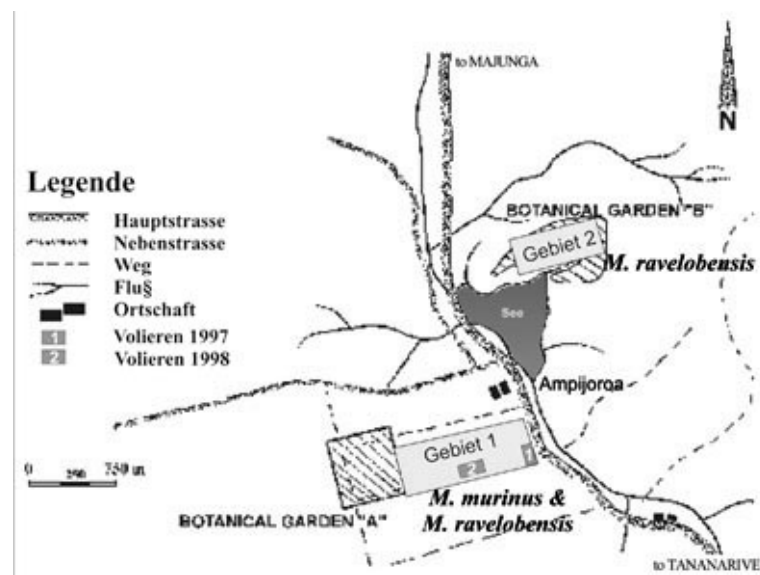 to MAJUNGA
N
Legende
Hauptstrasse
Nebenstrasse
Weg
Flu§
Ortschaft
1 Volieren 1997
2 Volieren 1998
BOTANICAL GARDEN "B"
Gebiet 2
M. ravelobensis
See
Ampijoroa
Gebiet 1
2
1
0 250 750 m
M. murinus &
M. ravelobensis
BOTANICAL GARDEN "A"
to TANANARIVE